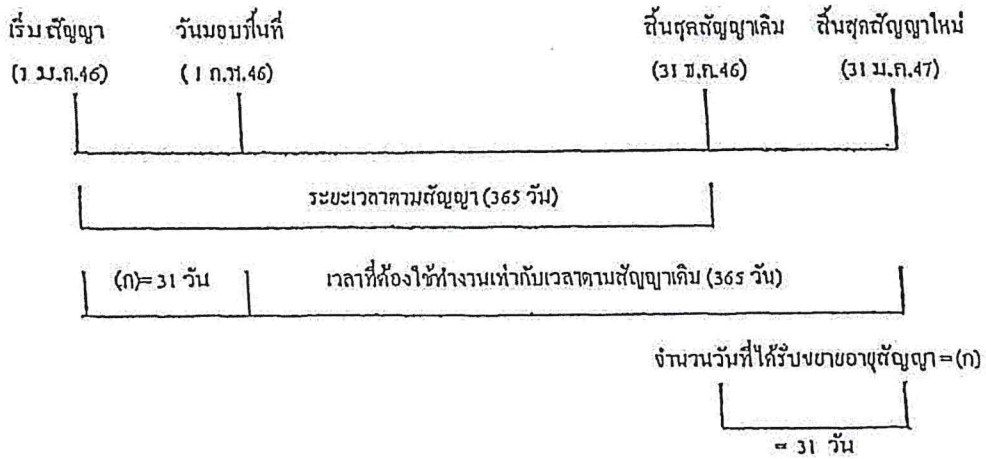 เริ่มสัญญา วันมอบพื้นที่ สิ้นสุดสัญญาเดิม สิ้นสุดสัญญาใหม่
(1 ม.ค.46) (1 ก.พ.46) (31 ธ.ค.46) (31 ม.ค.47)
ระยะเวลาตามสัญญา (365 วัน)
(ก)= 31 วัน เวลาที่ต้องใช้ทำงานเท่ากับเวลาตามสัญญาเดิม (365 วัน)
จำนวนวันที่ได้รับขยายอายุสัญญา = (ก)
= 31 วัน